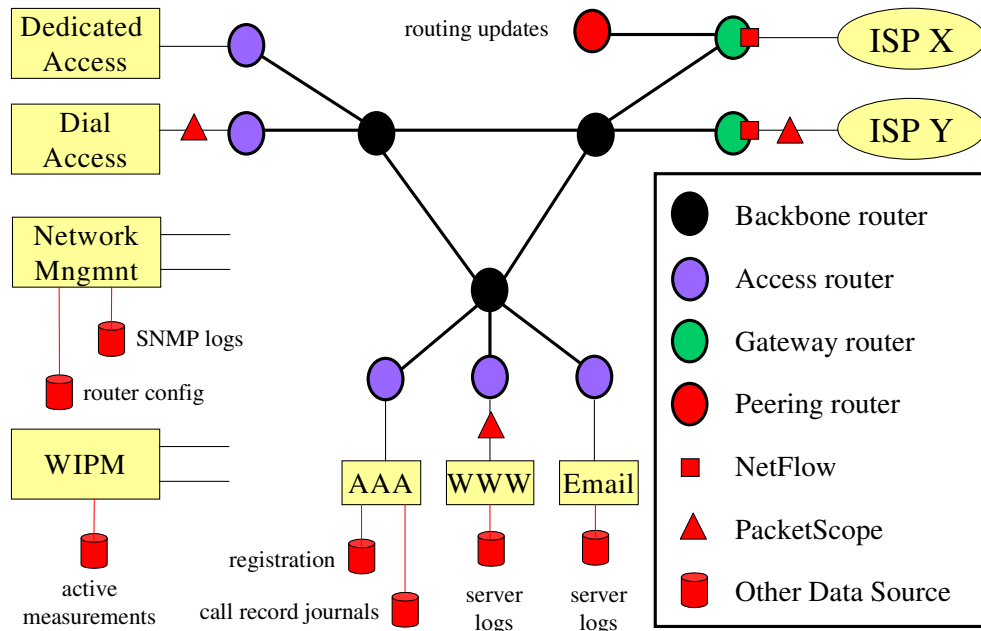 Dedicated
Access
routing updates
ISP X
Dial
Access
ISP Y
Network
Mngmnt
SNMP logs
router config
WIPM
active
measurements
AAA
WWW
Email
registration
call record journals
server
logs
server
logs
Backbone router
Access router
Gateway router
Peering router
NetFlow
PacketScope
Other Data Source